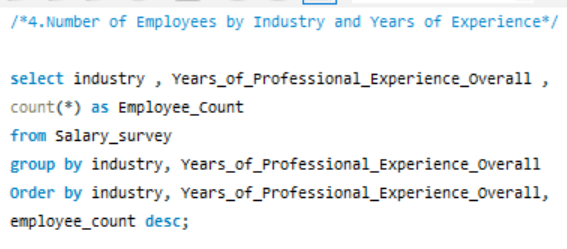 /*4.Number of Employees by Industry and Years of Experience*/
select industry , Years_of_Professional_Experience_Overall ,
count(*) as Employee_Count
from Salary_survey
group by industry, Years_of_Professional_Experience_Overall
Order by industry, Years_of_Professional_Experience_Overall,
employee_count desc;